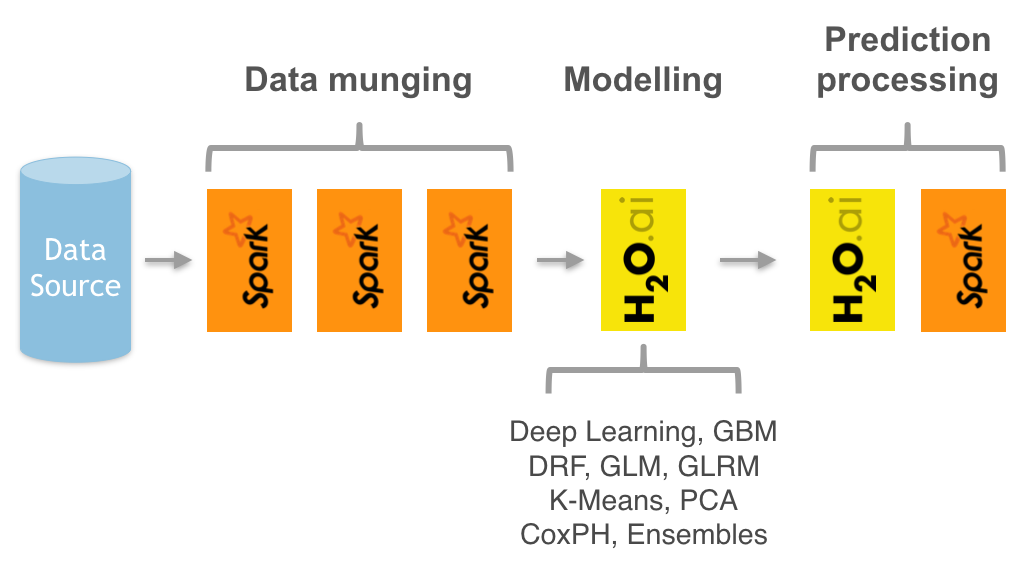 Data munging
Modelling
Prediction
processing
Data
Source
Spark
Spark
Spark
H2O.ai
H2O.ai
Spark
Deep Learning, GBM
DRF, GLM, GLRM
K-Means, PCA
CoxPH, Ensembles